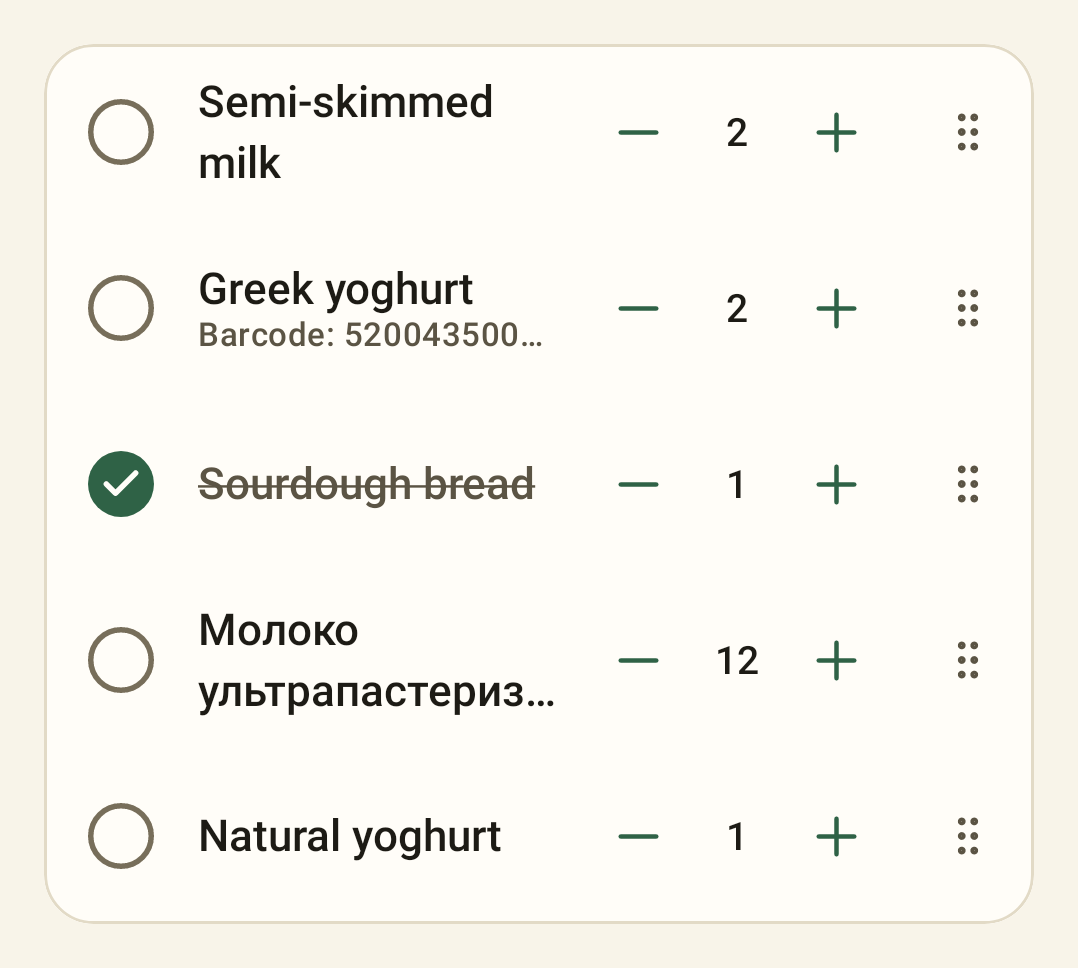 Semi-skimmed
milk
2
Greek yoghurt
Barcode: 520043500…
2
Sourdough bread
1
Молоко
ультрапастериз…
12
Natural yoghurt
1